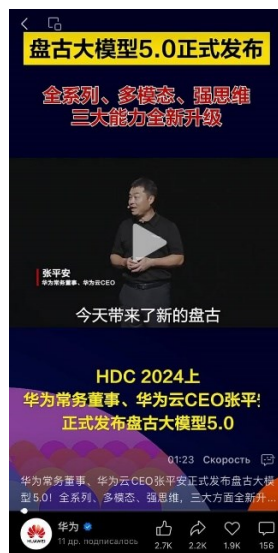 盘古大模型5.0正式发布
全系列、多模态、强思维
三大能力全新升级
张平安
华为常务董事、华为云CEO
今天带来了新的盘古
HDC 2024上
华为常务董事、华为云CEO张平安
正式发布盘古大模型5.0
01:23 Скорость
华为常务董事、华为云CEO张平安正式发布盘古大模
型5.0！全系列、多模态、强思维，三大方面全新升...
HUAWEI
华为
11 др. подписалось
2.7K
2.2K
1.9K
156